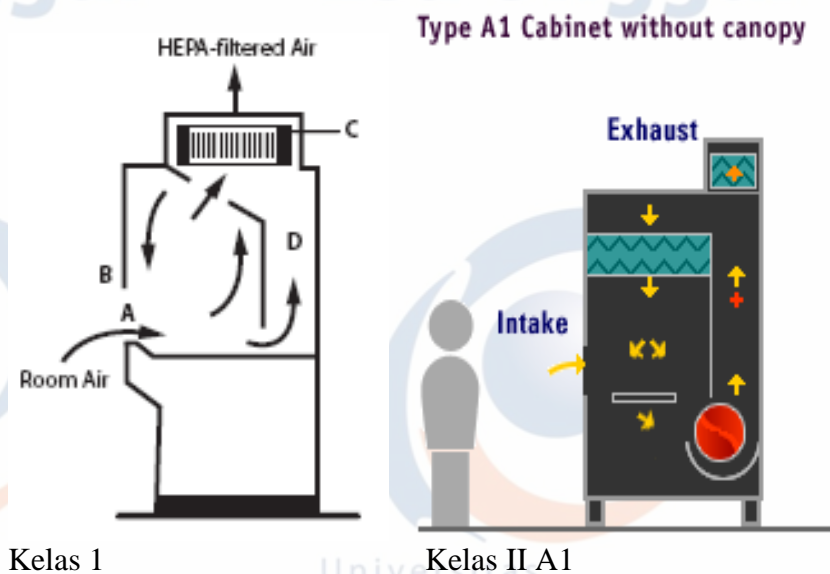 HEPA-filtered Air
C
D
B
A
Room Air
Kelas 1
Type A1 Cabinet without canopy
Exhaust
Intake
Kelas II A1